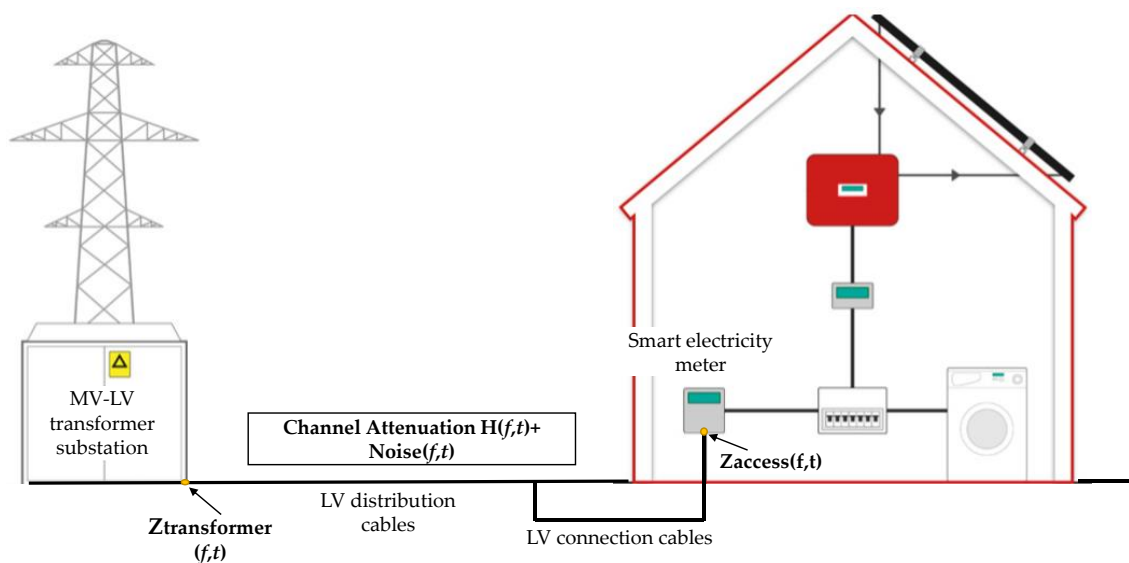 Smart electricity
meter
MV-LV
transformer
substation
Channel Attenuation H(f,t)+
Noise(f,t)
Zaccess(f,t)
LV distribution
cables
Ztransformer
(f,t)
LV connection cables